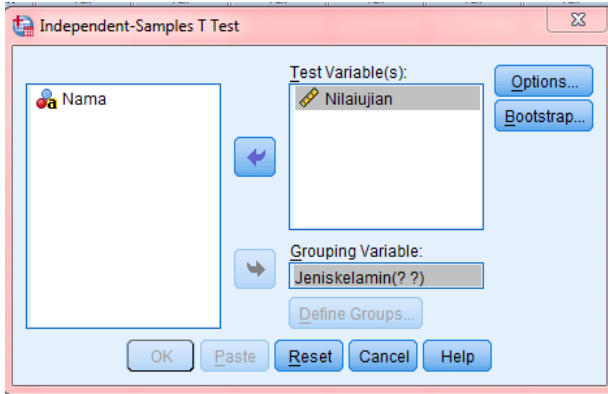 Independent-Samples T Test
Nama
Test Variable(s):
Nilaiujian
Options...
Bootstrap...
Grouping Variable:
Jeniskelamin(? ?)
Define Groups...
OK Paste Reset Cancel Help